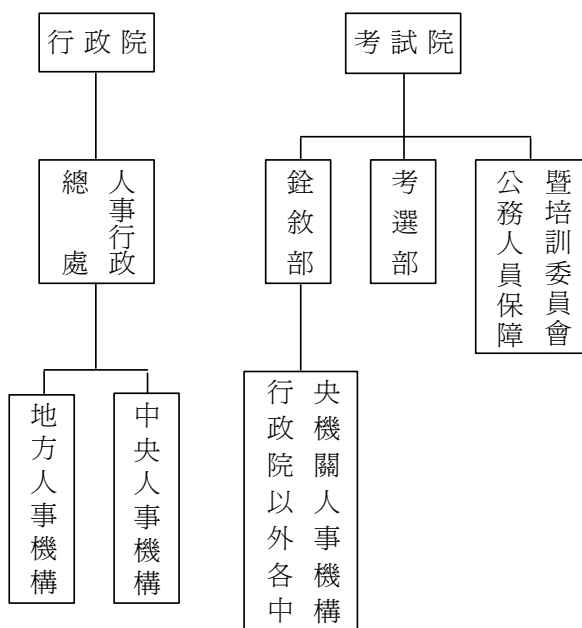 行政院
考試院
人事行政
總處
銓敘部
考選部
公務人員保障
暨培訓委員會
地方人事機構
中央人事機構
行政院以外各中
央機關人事機構